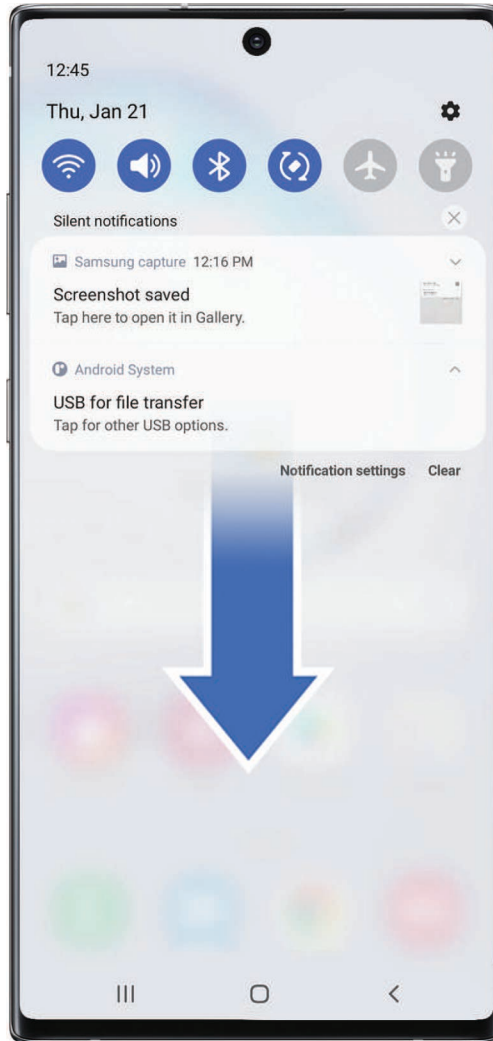 12:45
Thu, Jan 21
Silent notifications
Samsung capture 12:16 PM
Screenshot saved
Tap here to open it in Gallery.
Android System
USB for file transfer
Tap for other USB options.
Notification settings Clear